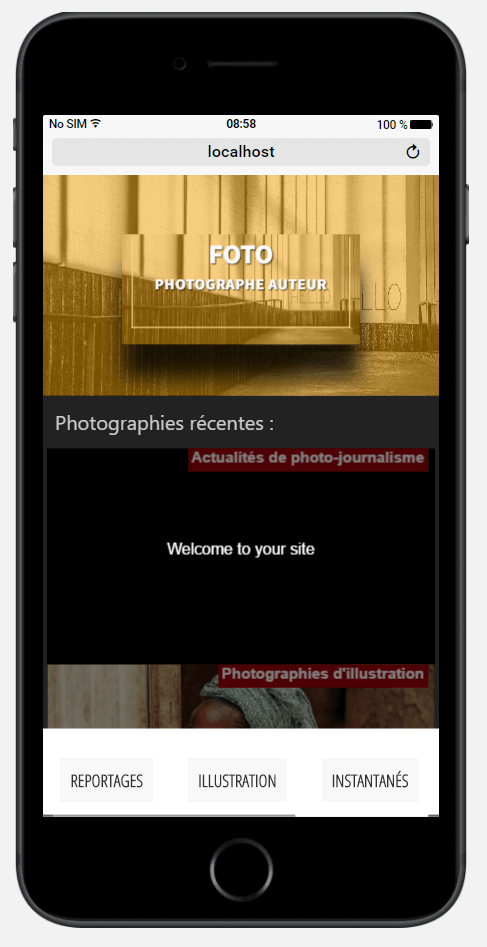 No SIM 08:58 100 %
localhost
FOTO
PHOTOGRAPHE AUTEUR
Photographies récentes :
Actualités de photo-journalisme
Welcome to your site
Photographies d'illustration
REPORTAGES ILLUSTRATION INSTANTANÉS